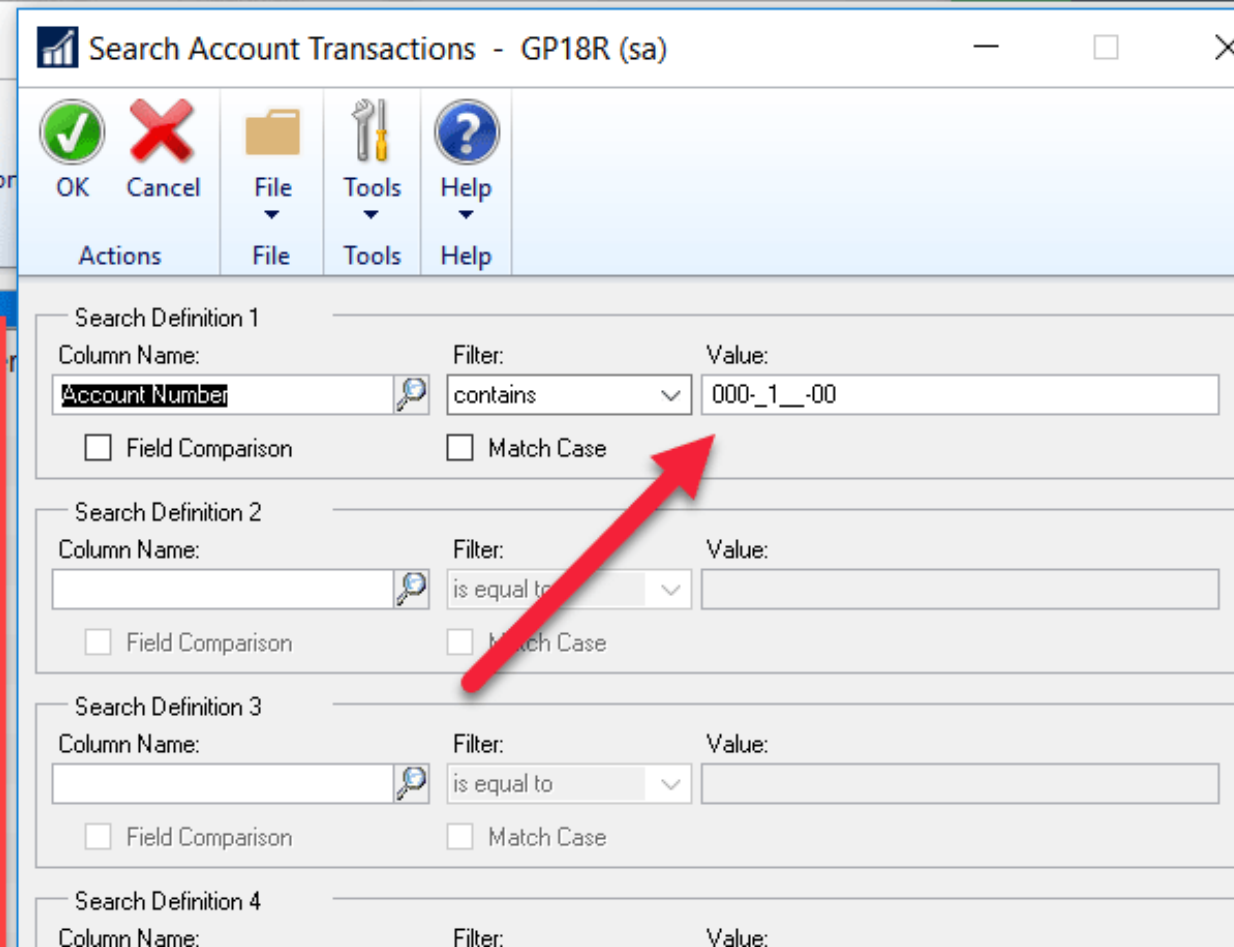 Search Account Transactions - GP18R (sa)
OK Cancel File Tools Help
Actions File Tools Help
Search Definition 1
Column Name: Filter: Value:
Account Number contains 000-_1__-00
Field Comparison Match Case
Search Definition 2
Column Name: Filter: Value:
is equal to
Field Comparison Match Case
Search Definition 3
Column Name: Filter: Value:
is equal to
Field Comparison Match Case
Search Definition 4
Column Name: Filter: Value: